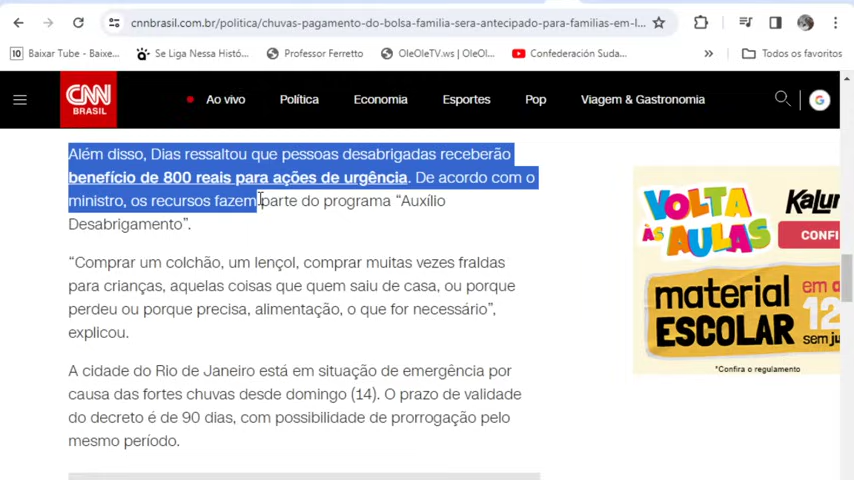 cnnbrasil.com.br/politica/chuvas-pagamento-do-bolsa-familia-sera-antecipado-para-familias-em-l...
10 Baixar Tube - Baixe... Se Liga Nessa Histó... Professor Ferretto OleOleTV.ws | OleOl... Confederación Suda... » Todos os favoritos
CNN BRASIL Ao vivo Política Economia Esportes Pop Viagem & Gastronomia G
Além disso, Dias ressaltou que pessoas desabrigadas receberão
benefício de 800 reais para ações de urgência. De acordo com o
ministro, os recursos fazem parte do programa “Auxílio
Desabrigamento”.
“Comprar um colchão, um lençol, comprar muitas vezes fraldas
para crianças, aquelas coisas que quem saiu de casa, ou porque
perdeu ou porque precisa, alimentação, o que for necessário”,
explicou.
A cidade do Rio de Janeiro está em situação de emergência por
causa das fortes chuvas desde domingo (14). O prazo de validade
do decreto é de 90 dias, com possibilidade de prorrogação pelo
mesmo período.
VOLTA
ÀS
AULAS
Kalun
CONFI
material
ESCOLAR
em a
12
sem ju
*Confira o regulamento